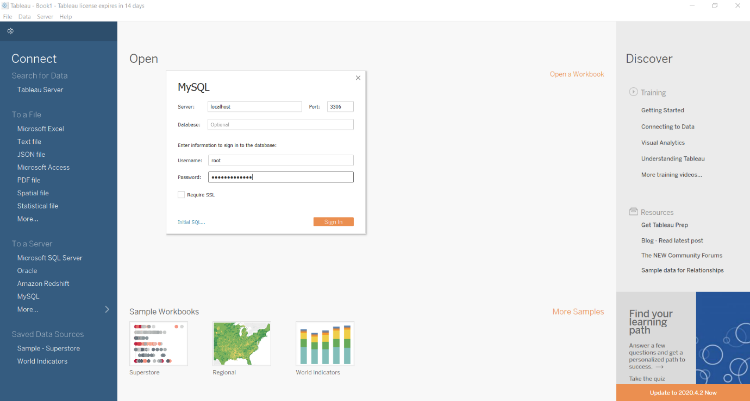 Tableau - Book1 - Tableau license expires in 14 days
File Data Server Help
Connect
Search for Data
Tableau Server
To a File
Microsoft Excel
Text file
JSON file
Microsoft Access
PDF file
Spatial file
Statistical file
More...
To a Server
Microsoft SQL Server
Oracle
Amazon Redshift
MySQL
More...
Saved Data Sources
Sample - Superstore
World Indicators
Open
Open a Workbook
MySQL
Server: localhost Port: 3306
Database: Optional
Enter information to sign in to the database:
Username: root
Password: •••••••••••••
Require SSL
Initial SQL...
Sign In
Sample Workbooks
More Samples
Superstore
Regional
World Indicators
Discover
Training
Getting Started
Connecting to Data
Visual Analytics
Understanding Tableau
More training videos...
Resources
Get Tableau Prep
Blog - Read latest post
The NEW Community Forums
Sample data for Relationships
Find your
learning
path
Answer a few
questions and get a
personalized path to
success. →
Take the quiz
Update to 2020.4.2 Now